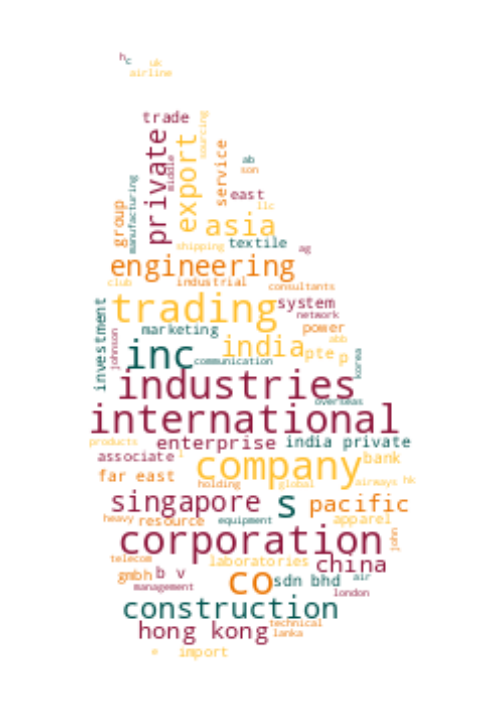 h
c
uk
airline
trade
private
middle
export
sourcing
service
ab
son
east
llc
group
manufacturing
asia
textile
shipping
ag
engineering
club
industrial
consultants
trading
system
network
investment
johnson
marketing
power
abb
inc
india
pte
p
korea
communication
industries
overseas
international
products
enterprise
india private
associate
l
company
bank
far east
holding
global
airways
hk
singapore
s
pacific
heavy
resource
equipment
apparel
corporation
john
telecom
laboratories
china
gmbh
b v
co
sdn bhd
air
management
london
construction
hong kong
technical
lanka
e
import